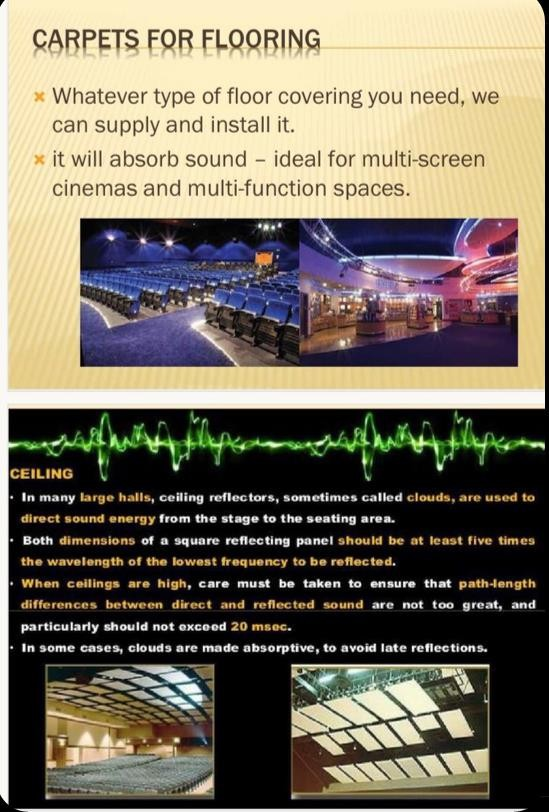 CARPETS FOR FLOORING
Whatever type of floor covering you need, we
can supply and install it.
it will absorb sound – ideal for multi-screen
cinemas and multi-function spaces.
CEILING
· In many large halls, ceiling reflectors, sometimes called clouds, are used to
direct sound energy from the stage to the seating area.
· Both dimensions of a square reflecting panel should be at least five times
the wavelength of the lowest frequency to be reflected.
· When ceilings are high, care must be taken to ensure that path-length
differences between direct and reflected sound are not too great, and
particularly should not exceed 20 msec.
· In some cases, clouds are made absorptive, to avoid late reflections.